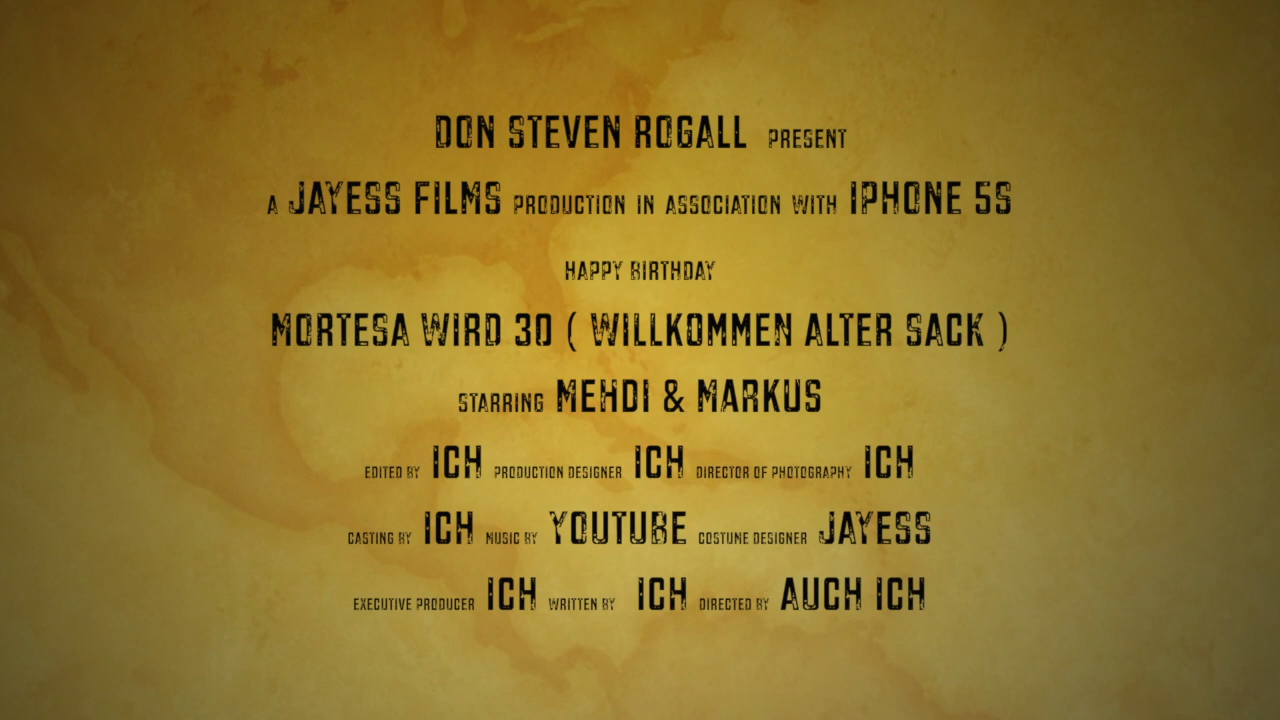 DON STEVEN ROGALL PRESENT
A JAYESS FILMS PRODUCTION IN ASSOCIATION WITH IPHONE 5S
HAPPY BIRTHDAY
MORTESA WIRD 30 ( WILLKOMMEN ALTER SACK )
STARRING MEHDI & MARKUS
EDITED BY ICH PRODUCTION DESIGNER ICH DIRECTOR OF PHOTOGRAPHY ICH
CASTING BY ICH MUSIC BY YOUTUBE COSTUME DESIGNER JAYESS
EXECUTIVE PRODUCER ICH WRITTEN BY ICH DIRECTED BY AUCH ICH